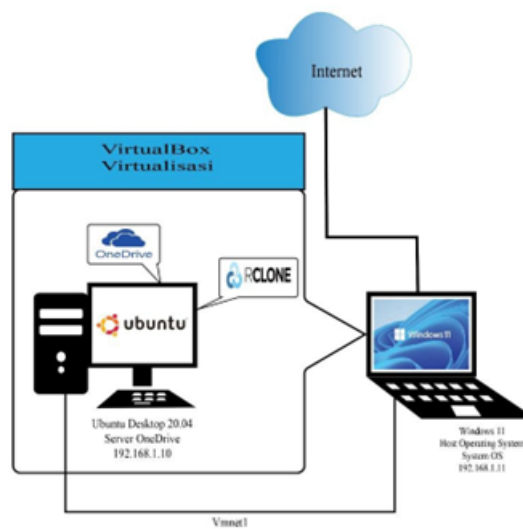 Internet
VirtualBox
Virtualisasi
OneDrive
RCLONE
ubuntu
Windows 11
Ubuntu Desktop 20.04
Server OneDrive
192.168.1.10
Windows 11
Host Operating System
System OS
192.168.1.11
Vmnet1